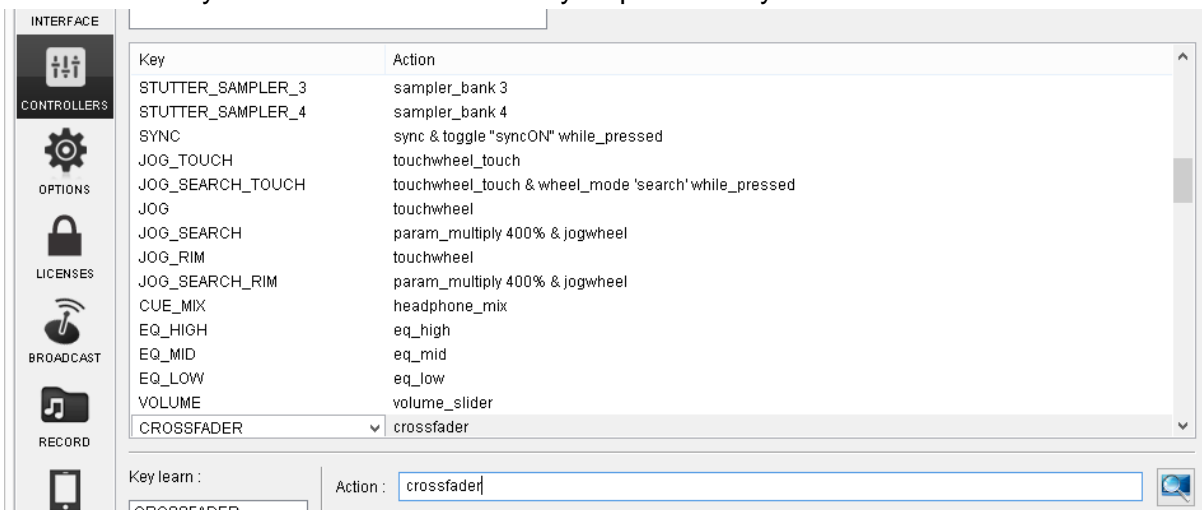 INTERFACE
CONTROLLERS
OPTIONS
LICENSES
BROADCAST
RECORD
Key Action
STUTTER_SAMPLER_3 sampler_bank 3
STUTTER_SAMPLER_4 sampler_bank 4
SYNC sync & toggle "syncON" while_pressed
JOG_TOUCH touchwheel_touch
JOG_SEARCH_TOUCH touchwheel_touch & wheel_mode 'search' while_pressed
JOG touchwheel
JOG_SEARCH param_multiply 400% & jogwheel
JOG_RIM touchwheel
JOG_SEARCH_RIM param_multiply 400% & jogwheel
CUE_MIX headphone_mix
EQ_HIGH eq_high
EQ_MID eq_mid
EQ_LOW eq_low
VOLUME volume_slider
CROSSFADER crossfader
Key learn : Action : crossfader
CROSSFADER